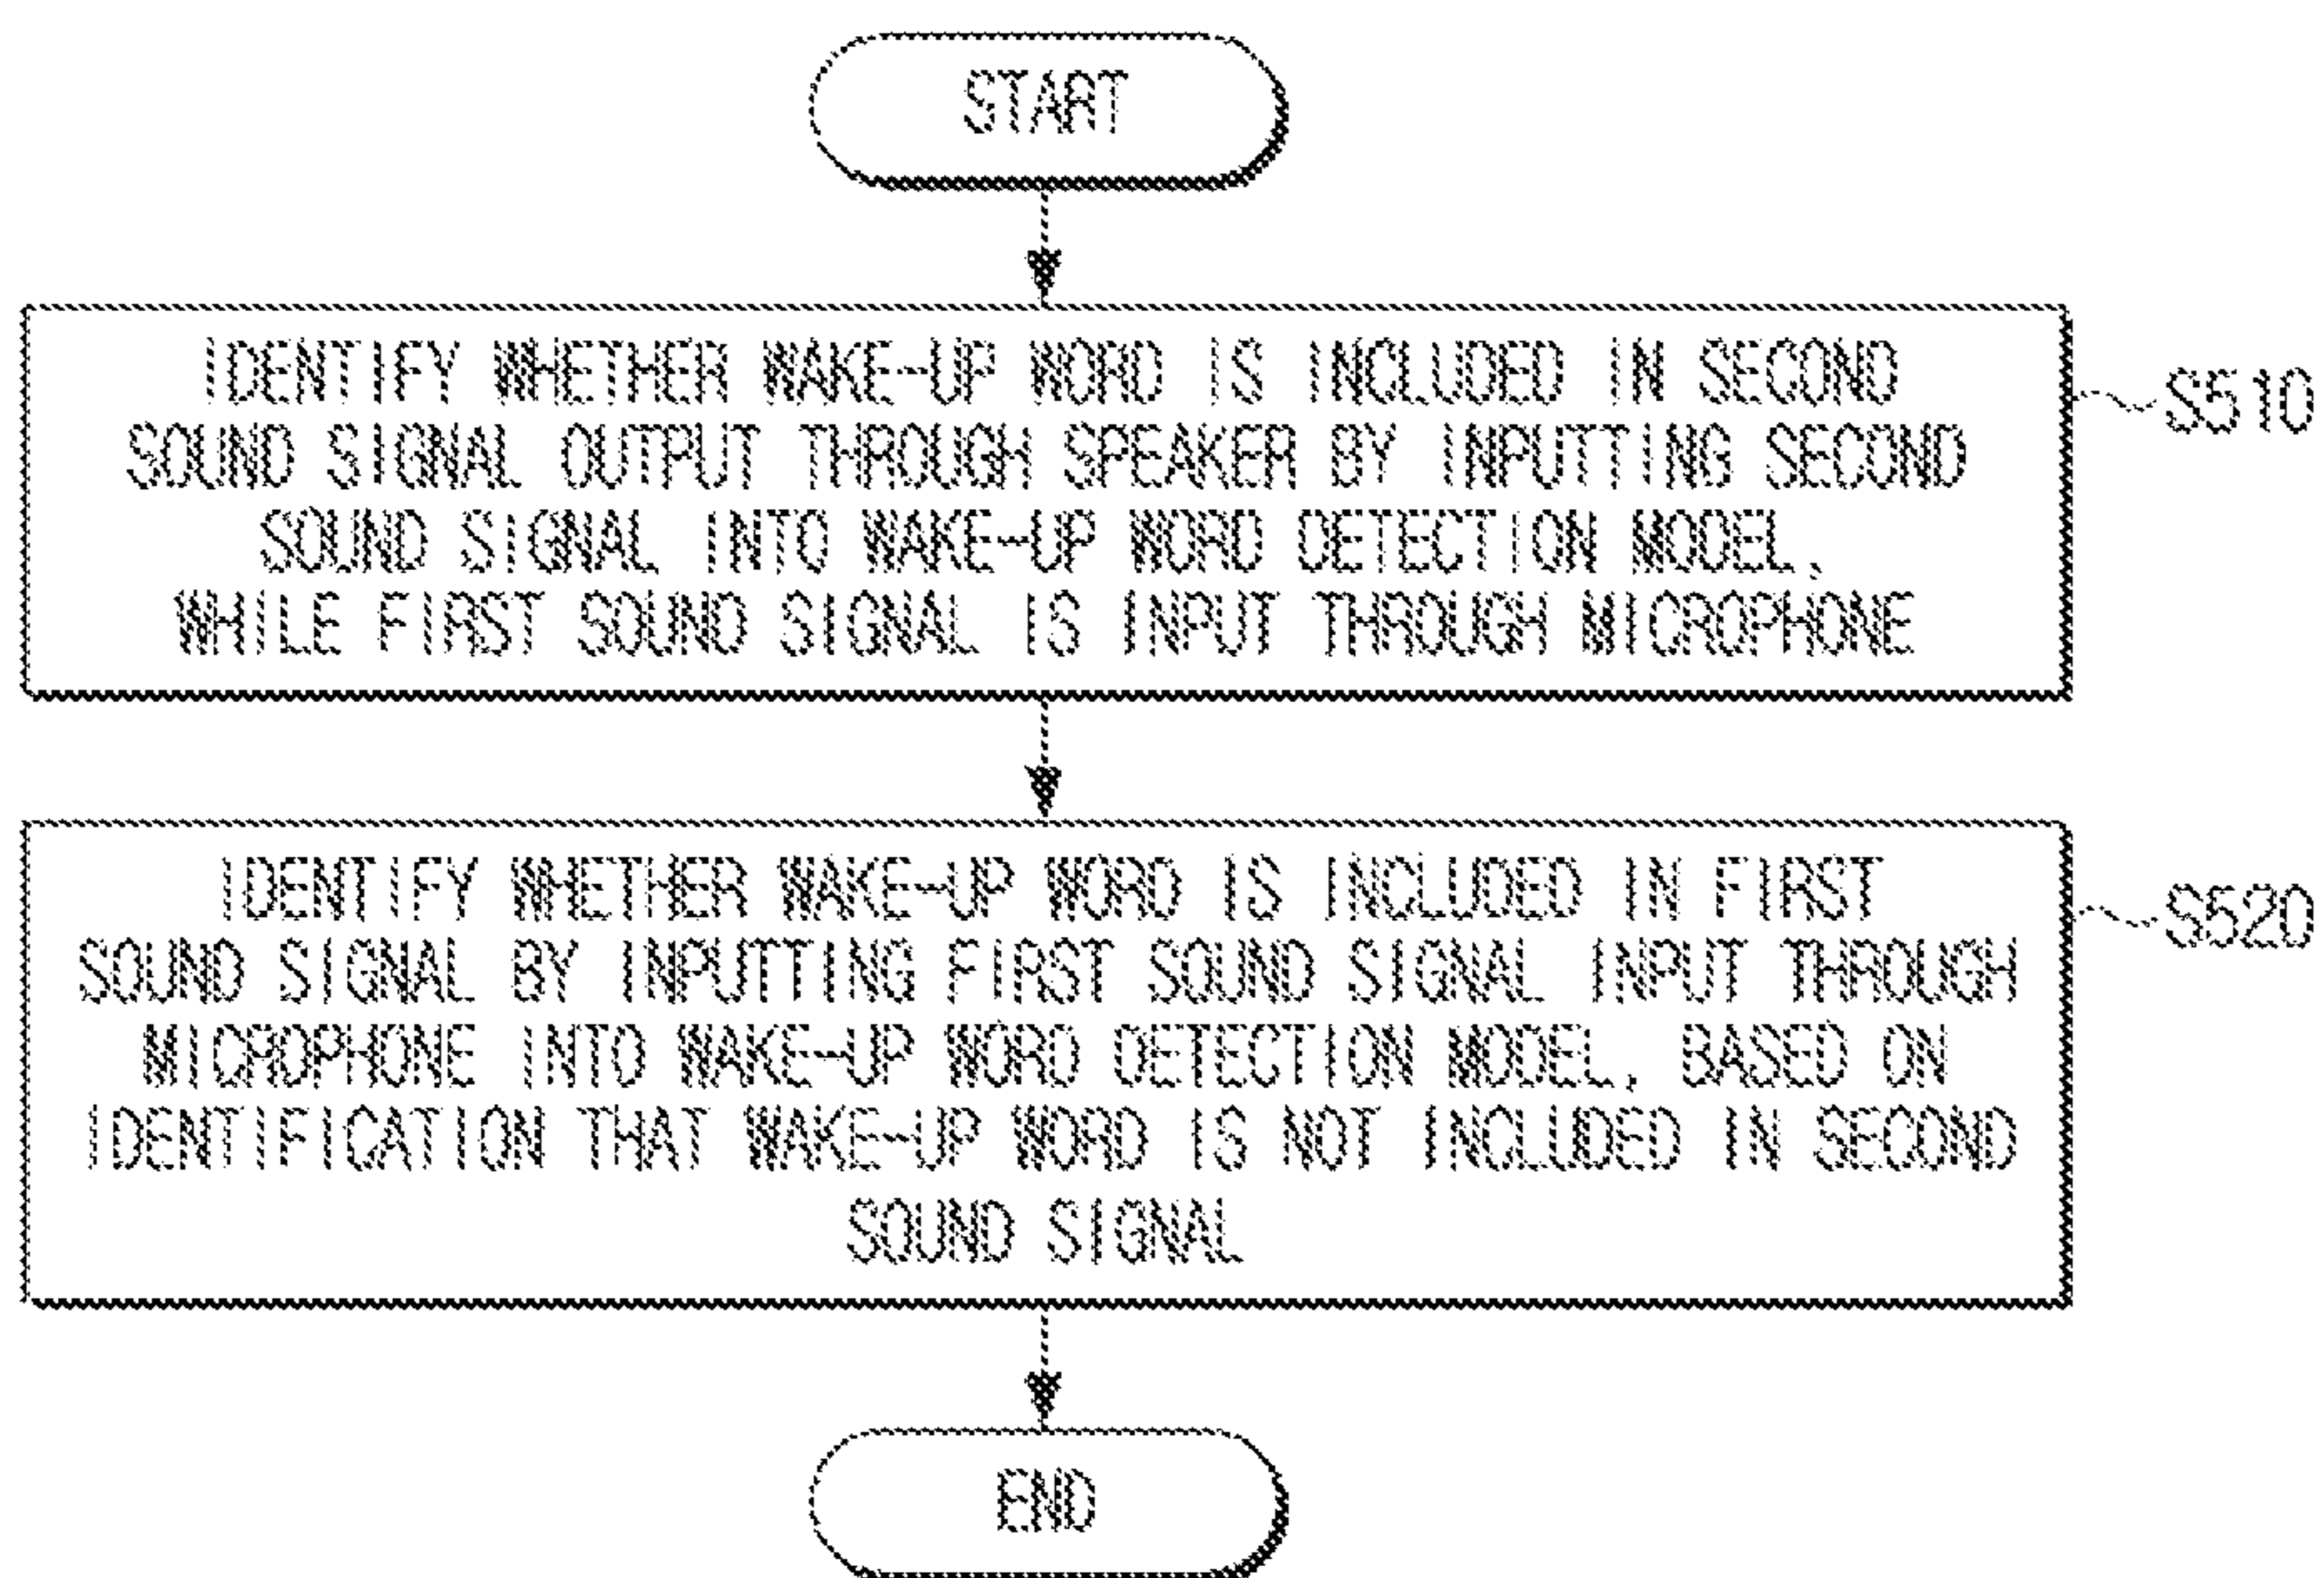 START
IDENTIFY WHETHER WAKE-UP WORD IS INCLUDED IN SECOND
SOUND SIGNAL OUTPUT THROUGH SPEAKER BY INPUTTING SECOND
SOUND SIGNAL INTO WAKE-UP WORD DETECTION MODEL,
WHILE FIRST SOUND SIGNAL IS INPUT THROUGH MICROPHONE
S510
IDENTIFY WHETHER WAKE-UP WORD IS INCLUDED IN FIRST
SOUND SIGNAL BY INPUTTING FIRST SOUND SIGNAL INPUT THROUGH
MICROPHONE INTO WAKE-UP WORD DETECTION MODEL, BASED ON
IDENTIFICATION THAT WAKE-UP WORD IS NOT INCLUDED IN SECOND
SOUND SIGNAL
S520
END